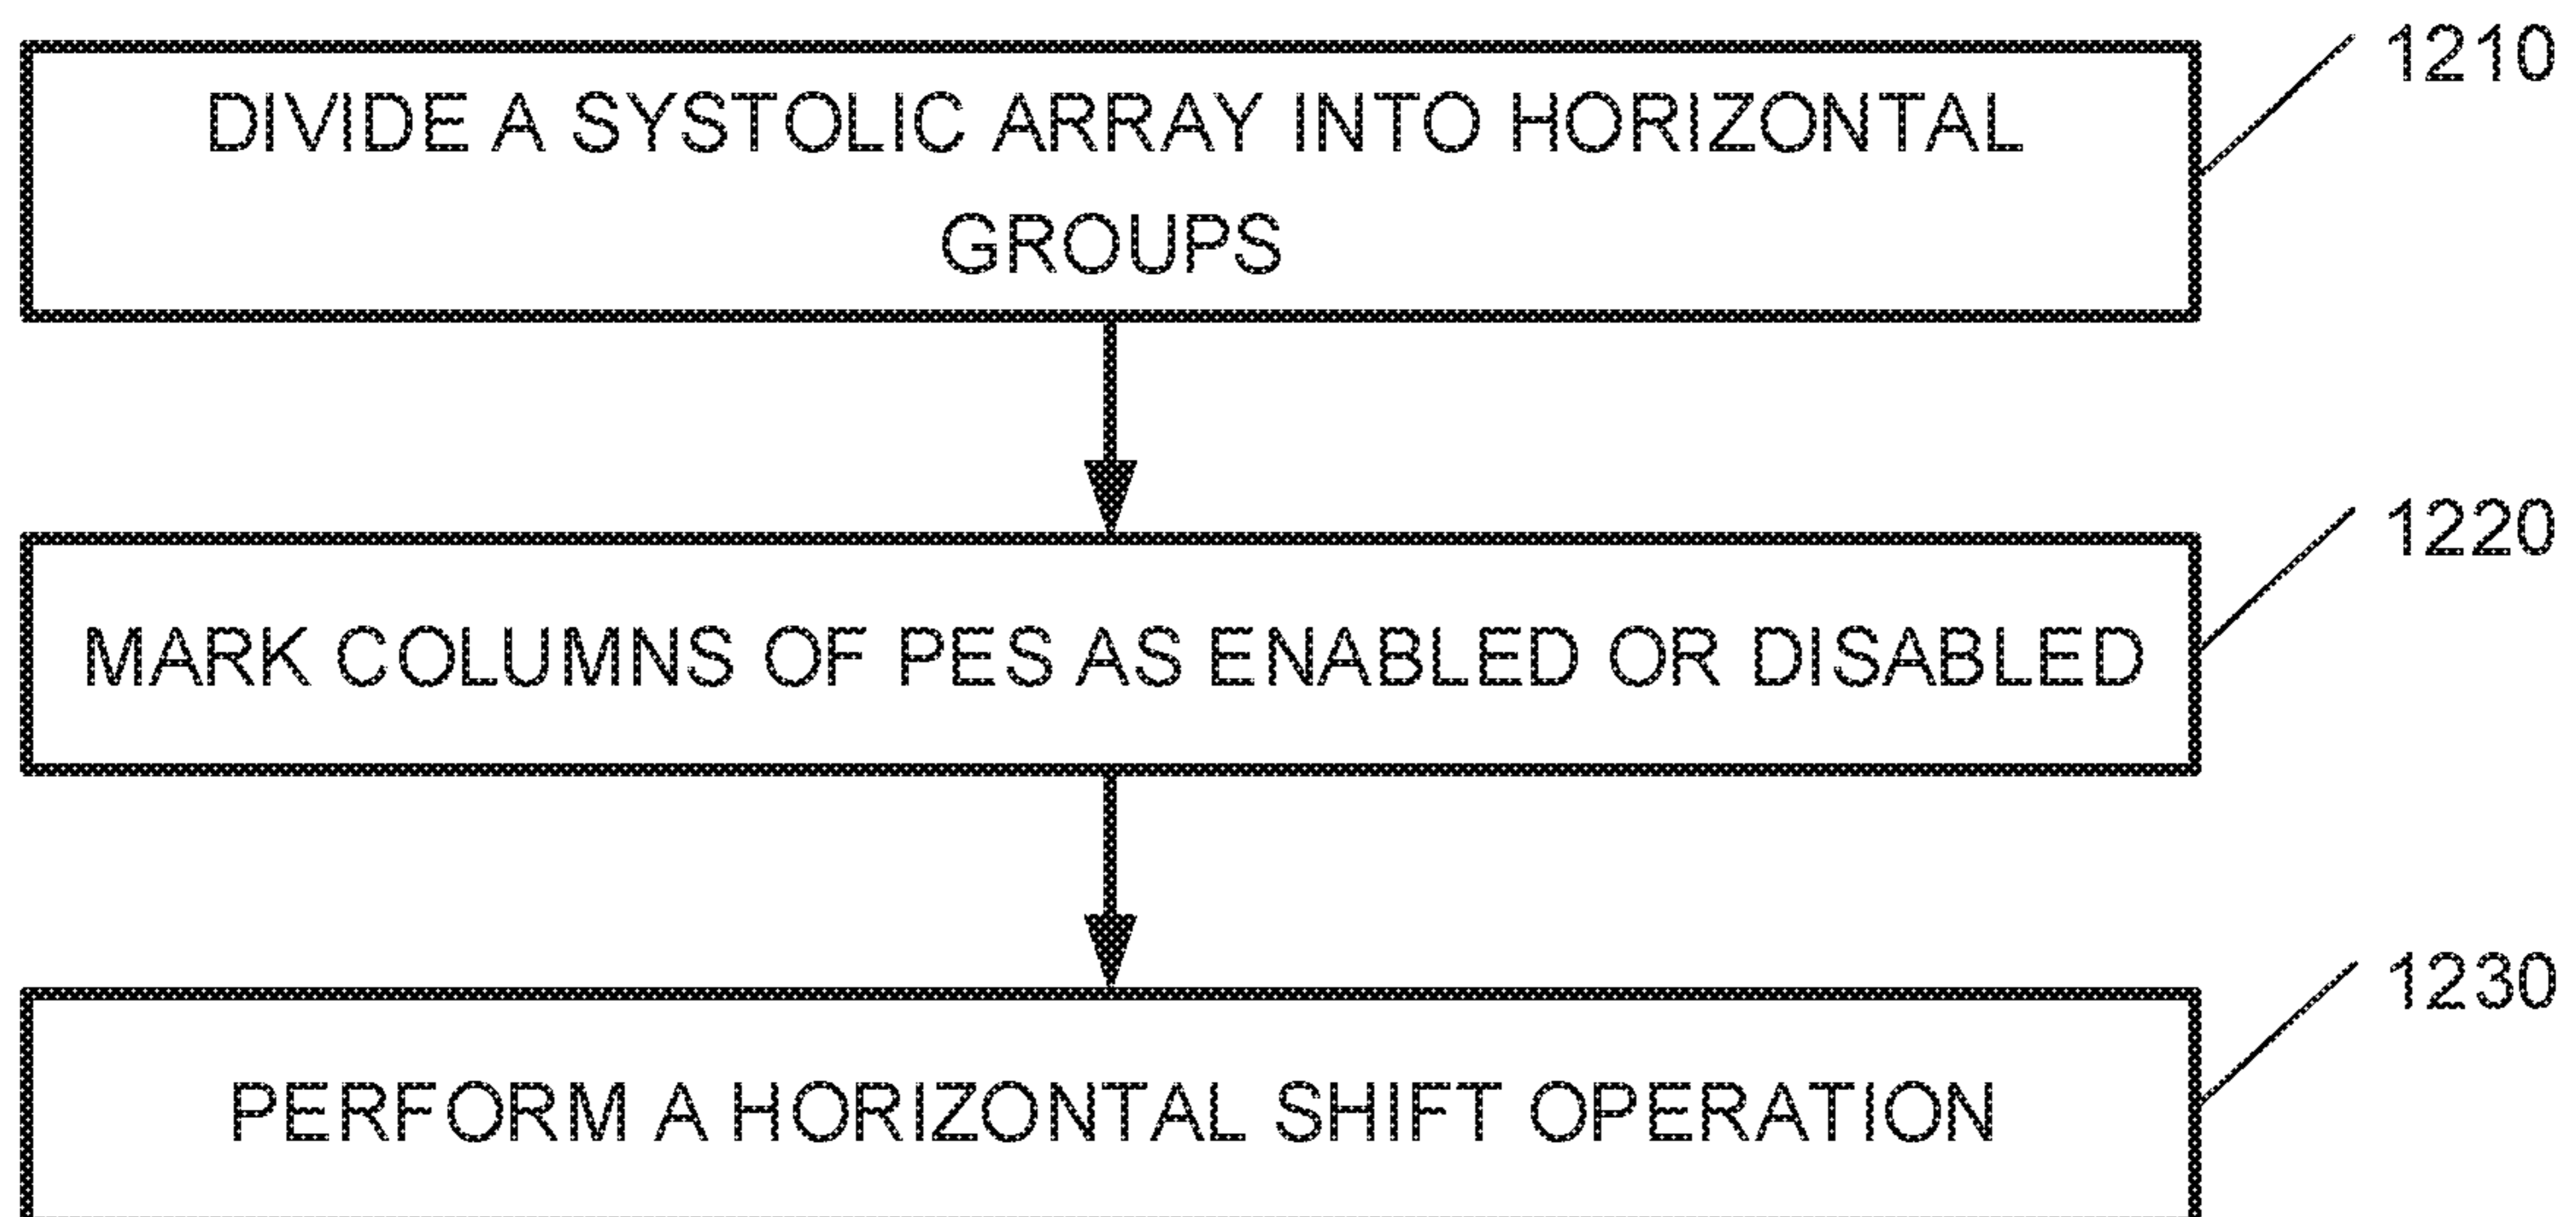 1210
DIVIDE A SYSTOLIC ARRAY INTO HORIZONTAL
GROUPS
1220
MARK COLUMNS OF PES AS ENABLED OR DISABLED
1230
PERFORM A HORIZONTAL SHIFT OPERATION